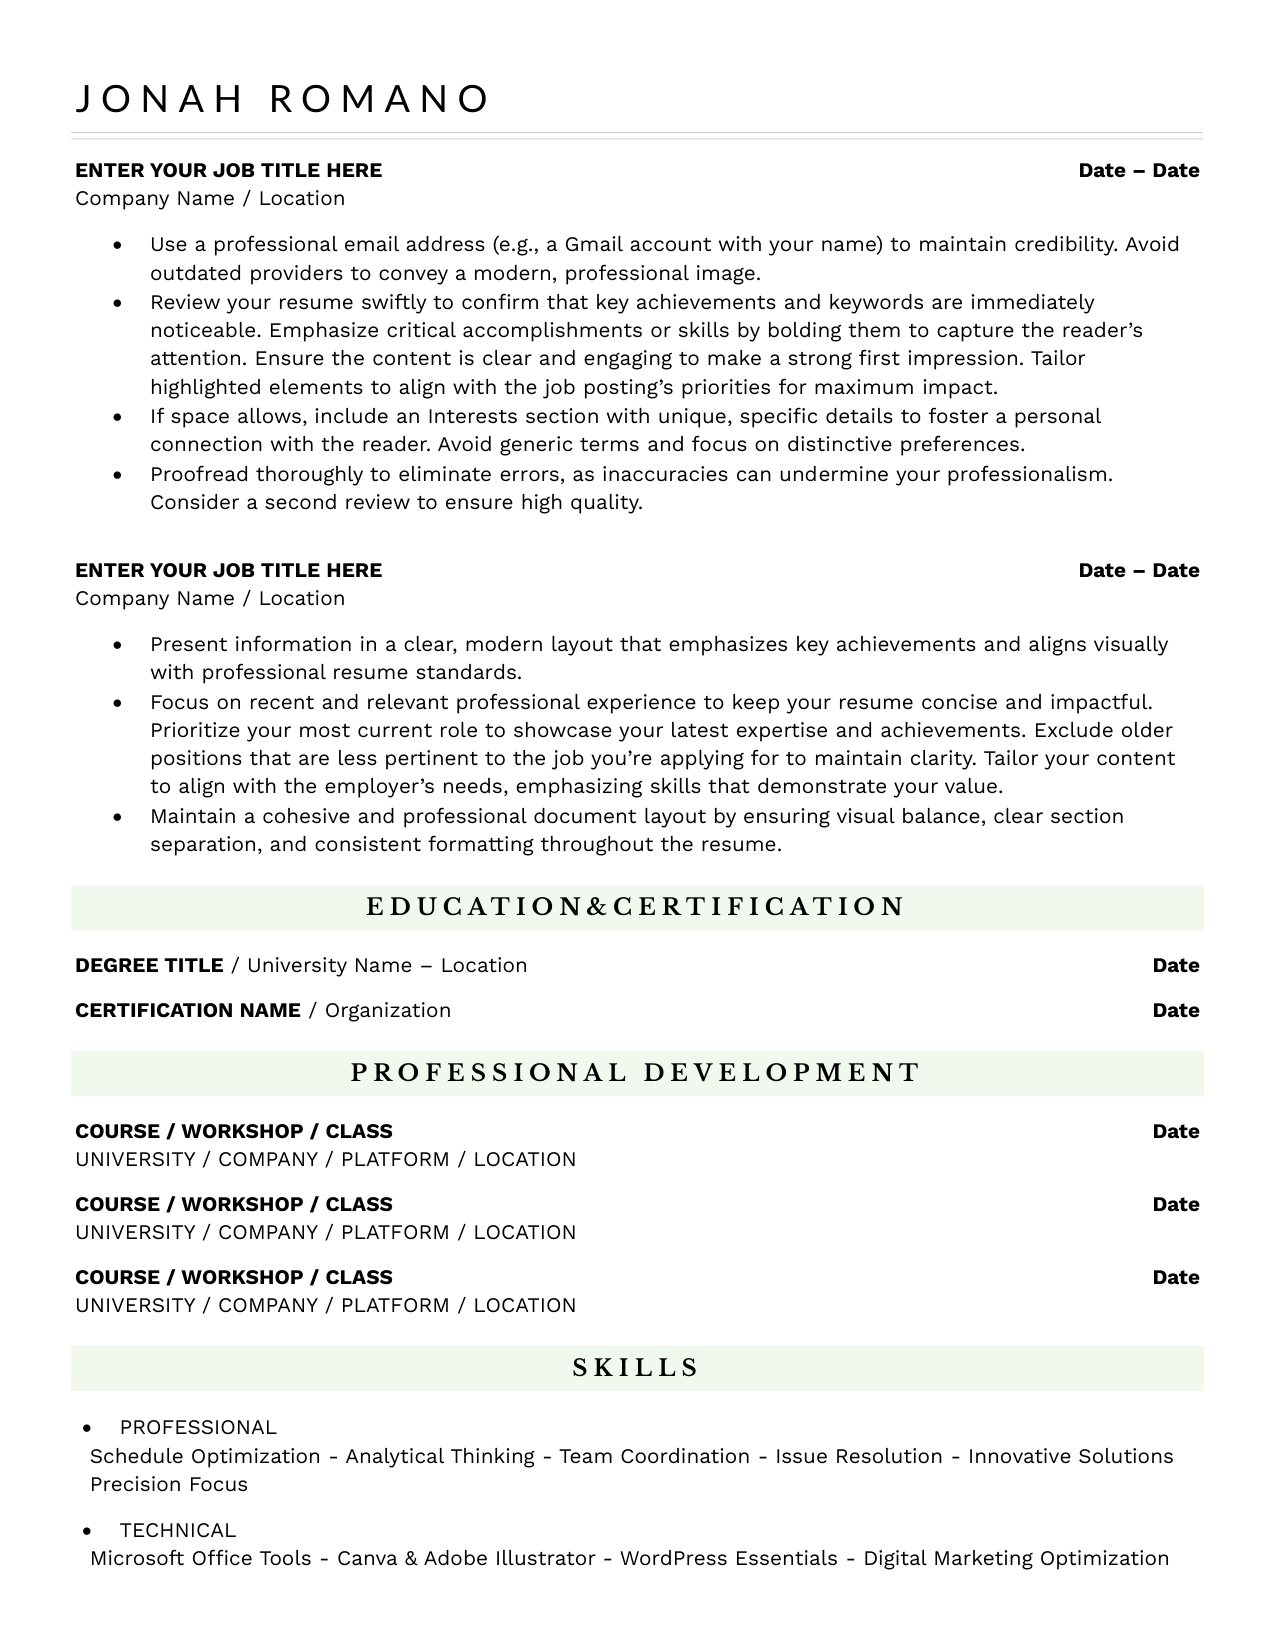 JONAH ROMANO
ENTER YOUR JOB TITLE HERE Date – Date
Company Name / Location
• Use a professional email address (e.g., a Gmail account with your name) to maintain credibility. Avoid
outdated providers to convey a modern, professional image.
• Review your resume swiftly to confirm that key achievements and keywords are immediately
noticeable. Emphasize critical accomplishments or skills by bolding them to capture the reader’s
attention. Ensure the content is clear and engaging to make a strong first impression. Tailor
highlighted elements to align with the job posting’s priorities for maximum impact.
• If space allows, include an Interests section with unique, specific details to foster a personal
connection with the reader. Avoid generic terms and focus on distinctive preferences.
• Proofread thoroughly to eliminate errors, as inaccuracies can undermine your professionalism.
Consider a second review to ensure high quality.
ENTER YOUR JOB TITLE HERE Date – Date
Company Name / Location
• Present information in a clear, modern layout that emphasizes key achievements and aligns visually
with professional resume standards.
• Focus on recent and relevant professional experience to keep your resume concise and impactful.
Prioritize your most current role to showcase your latest expertise and achievements. Exclude older
positions that are less pertinent to the job you’re applying for to maintain clarity. Tailor your content
to align with the employer’s needs, emphasizing skills that demonstrate your value.
• Maintain a cohesive and professional document layout by ensuring visual balance, clear section
separation, and consistent formatting throughout the resume.
EDUCATION&CERTIFICATION
DEGREE TITLE / University Name – Location Date
CERTIFICATION NAME / Organization Date
PROFESSIONAL DEVELOPMENT
COURSE / WORKSHOP / CLASS Date
UNIVERSITY / COMPANY / PLATFORM / LOCATION
COURSE / WORKSHOP / CLASS Date
UNIVERSITY / COMPANY / PLATFORM / LOCATION
COURSE / WORKSHOP / CLASS Date
UNIVERSITY / COMPANY / PLATFORM / LOCATION
SKILLS
• PROFESSIONAL
Schedule Optimization - Analytical Thinking - Team Coordination - Issue Resolution - Innovative Solutions
Precision Focus
• TECHNICAL
Microsoft Office Tools - Canva & Adobe Illustrator - WordPress Essentials - Digital Marketing Optimization